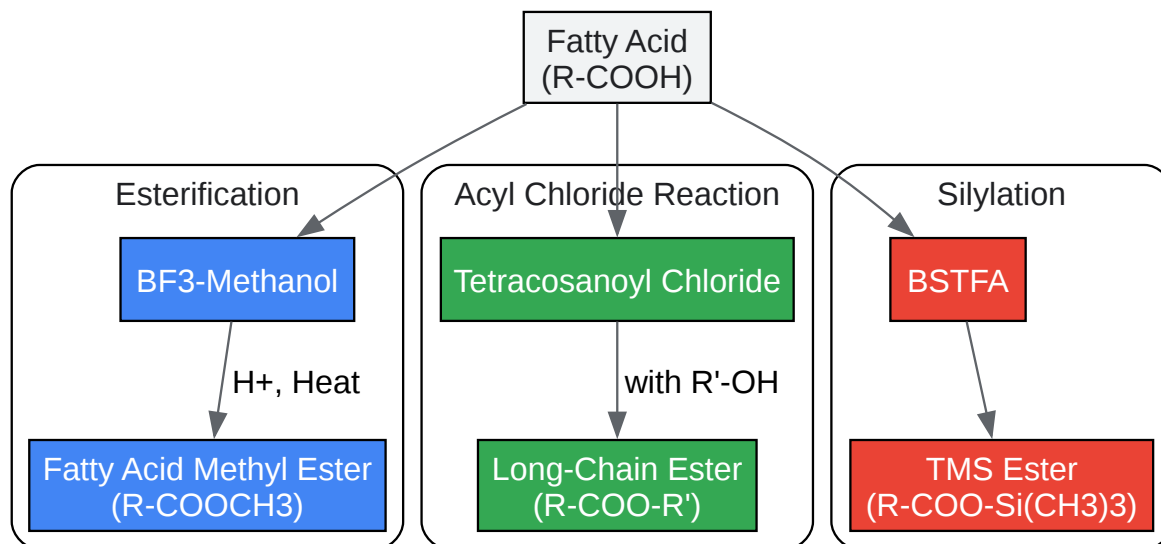 Fatty Acid
(R-COOH)
Esterification
Acyl Chloride Reaction
Silylation
BF3-Methanol
Tetracosanoyl Chloride
BSTFA
H+, Heat
with R'-OH
Fatty Acid Methyl Ester
(R-COOCH3)
Long-Chain Ester
(R-COO-R')
TMS Ester
(R-COO-Si(CH3)3)